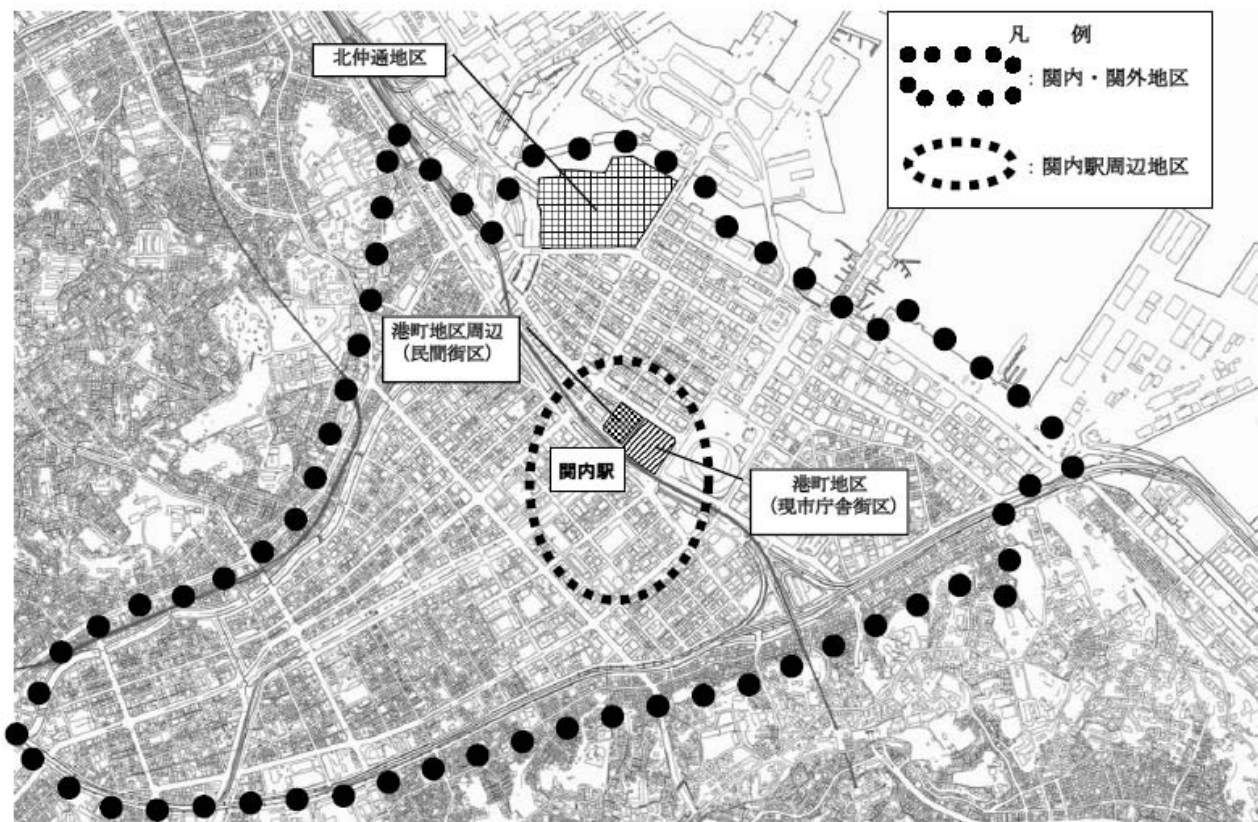 北仲通地区
凡　例
：関内・関外地区
：関内駅周辺地区
港町地区周辺
（民間街区）
関内駅
港町地区
（現市庁舎街区）